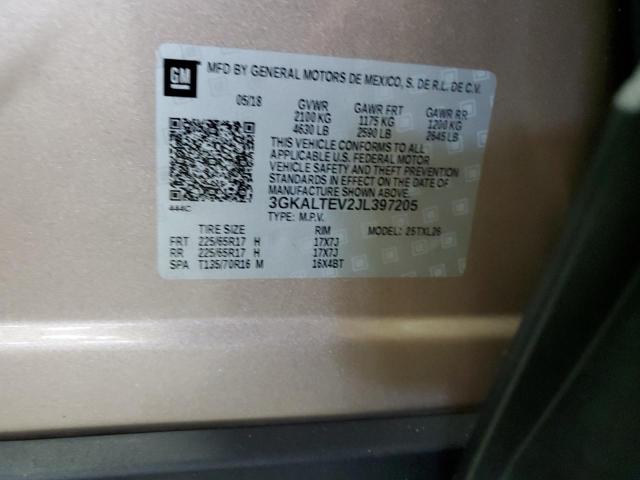 GM
MFD BY GENERAL MOTORS DE MEXICO, S. DE R.L. DE C.V.
05/18 GVWR GAWR FRT GAWR RR
2100 KG 1175 KG 1200 KG
4630 LB 2590 LB 2645 LB
THIS VEHICLE CONFORMS TO ALL
APPLICABLE U.S. FEDERAL MOTOR
VEHICLE SAFETY AND THEFT PREVENTION
STANDARDS IN EFFECT ON THE DATE OF
MANUFACTURE SHOWN ABOVE.
444C 3GKALTEV2JL397205
TYPE: M.P.V.
TIRE SIZE RIM MODEL: 25TXL26
FRT 225/65R17 H 17X7J
RR 225/65R17 H 17X7J
SPA T135/70R16 M 16X4BT